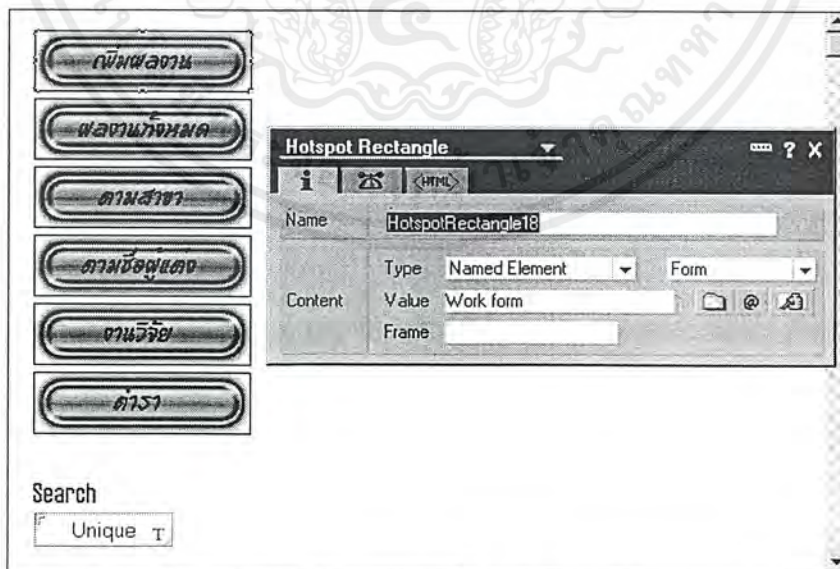 เพิ่มผลงาน
ผลงานทั้งหมด
ตามสาขา
ตามชื่อผู้แต่ง
งานวิจัย
ตำรา
Search
Unique T
Hotspot Rectangle
? X
i <HTML>
Name HotspotRectangle18
Content
Type Named Element Form
Value Work form @
Frame